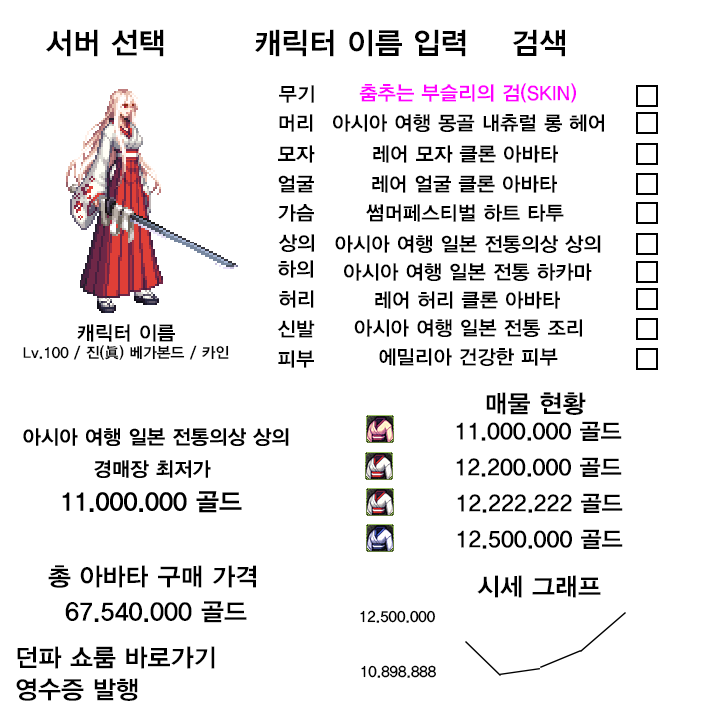 서버 선택 캐릭터 이름 입력 검색
무기 춤추는 부슬리의 검(SKIN)
머리 아시아 여행 몽골 내츄럴 롱 헤어
모자 레어 모자 클론 아바타
얼굴 레어 얼굴 클론 아바타
가슴 썸머페스티벌 하트 타투
상의 아시아 여행 일본 전통의상 상의
하의 아시아 여행 일본 전통 하카마
허리 레어 허리 클론 아바타
신발 아시아 여행 일본 전통 조리
피부 에밀리아 건강한 피부
캐릭터 이름
Lv.100 / 진(眞) 베가본드 / 카인
아시아 여행 일본 전통의상 상의
경매장 최저가
11.000.000 골드
매물 현황
11.000.000 골드
12.200.000 골드
12.222.222 골드
12.500.000 골드
총 아바타 구매 가격
67.540.000 골드
시세 그래프
12.500.000
10.898.888
던파 쇼룸 바로가기
영수증 발행